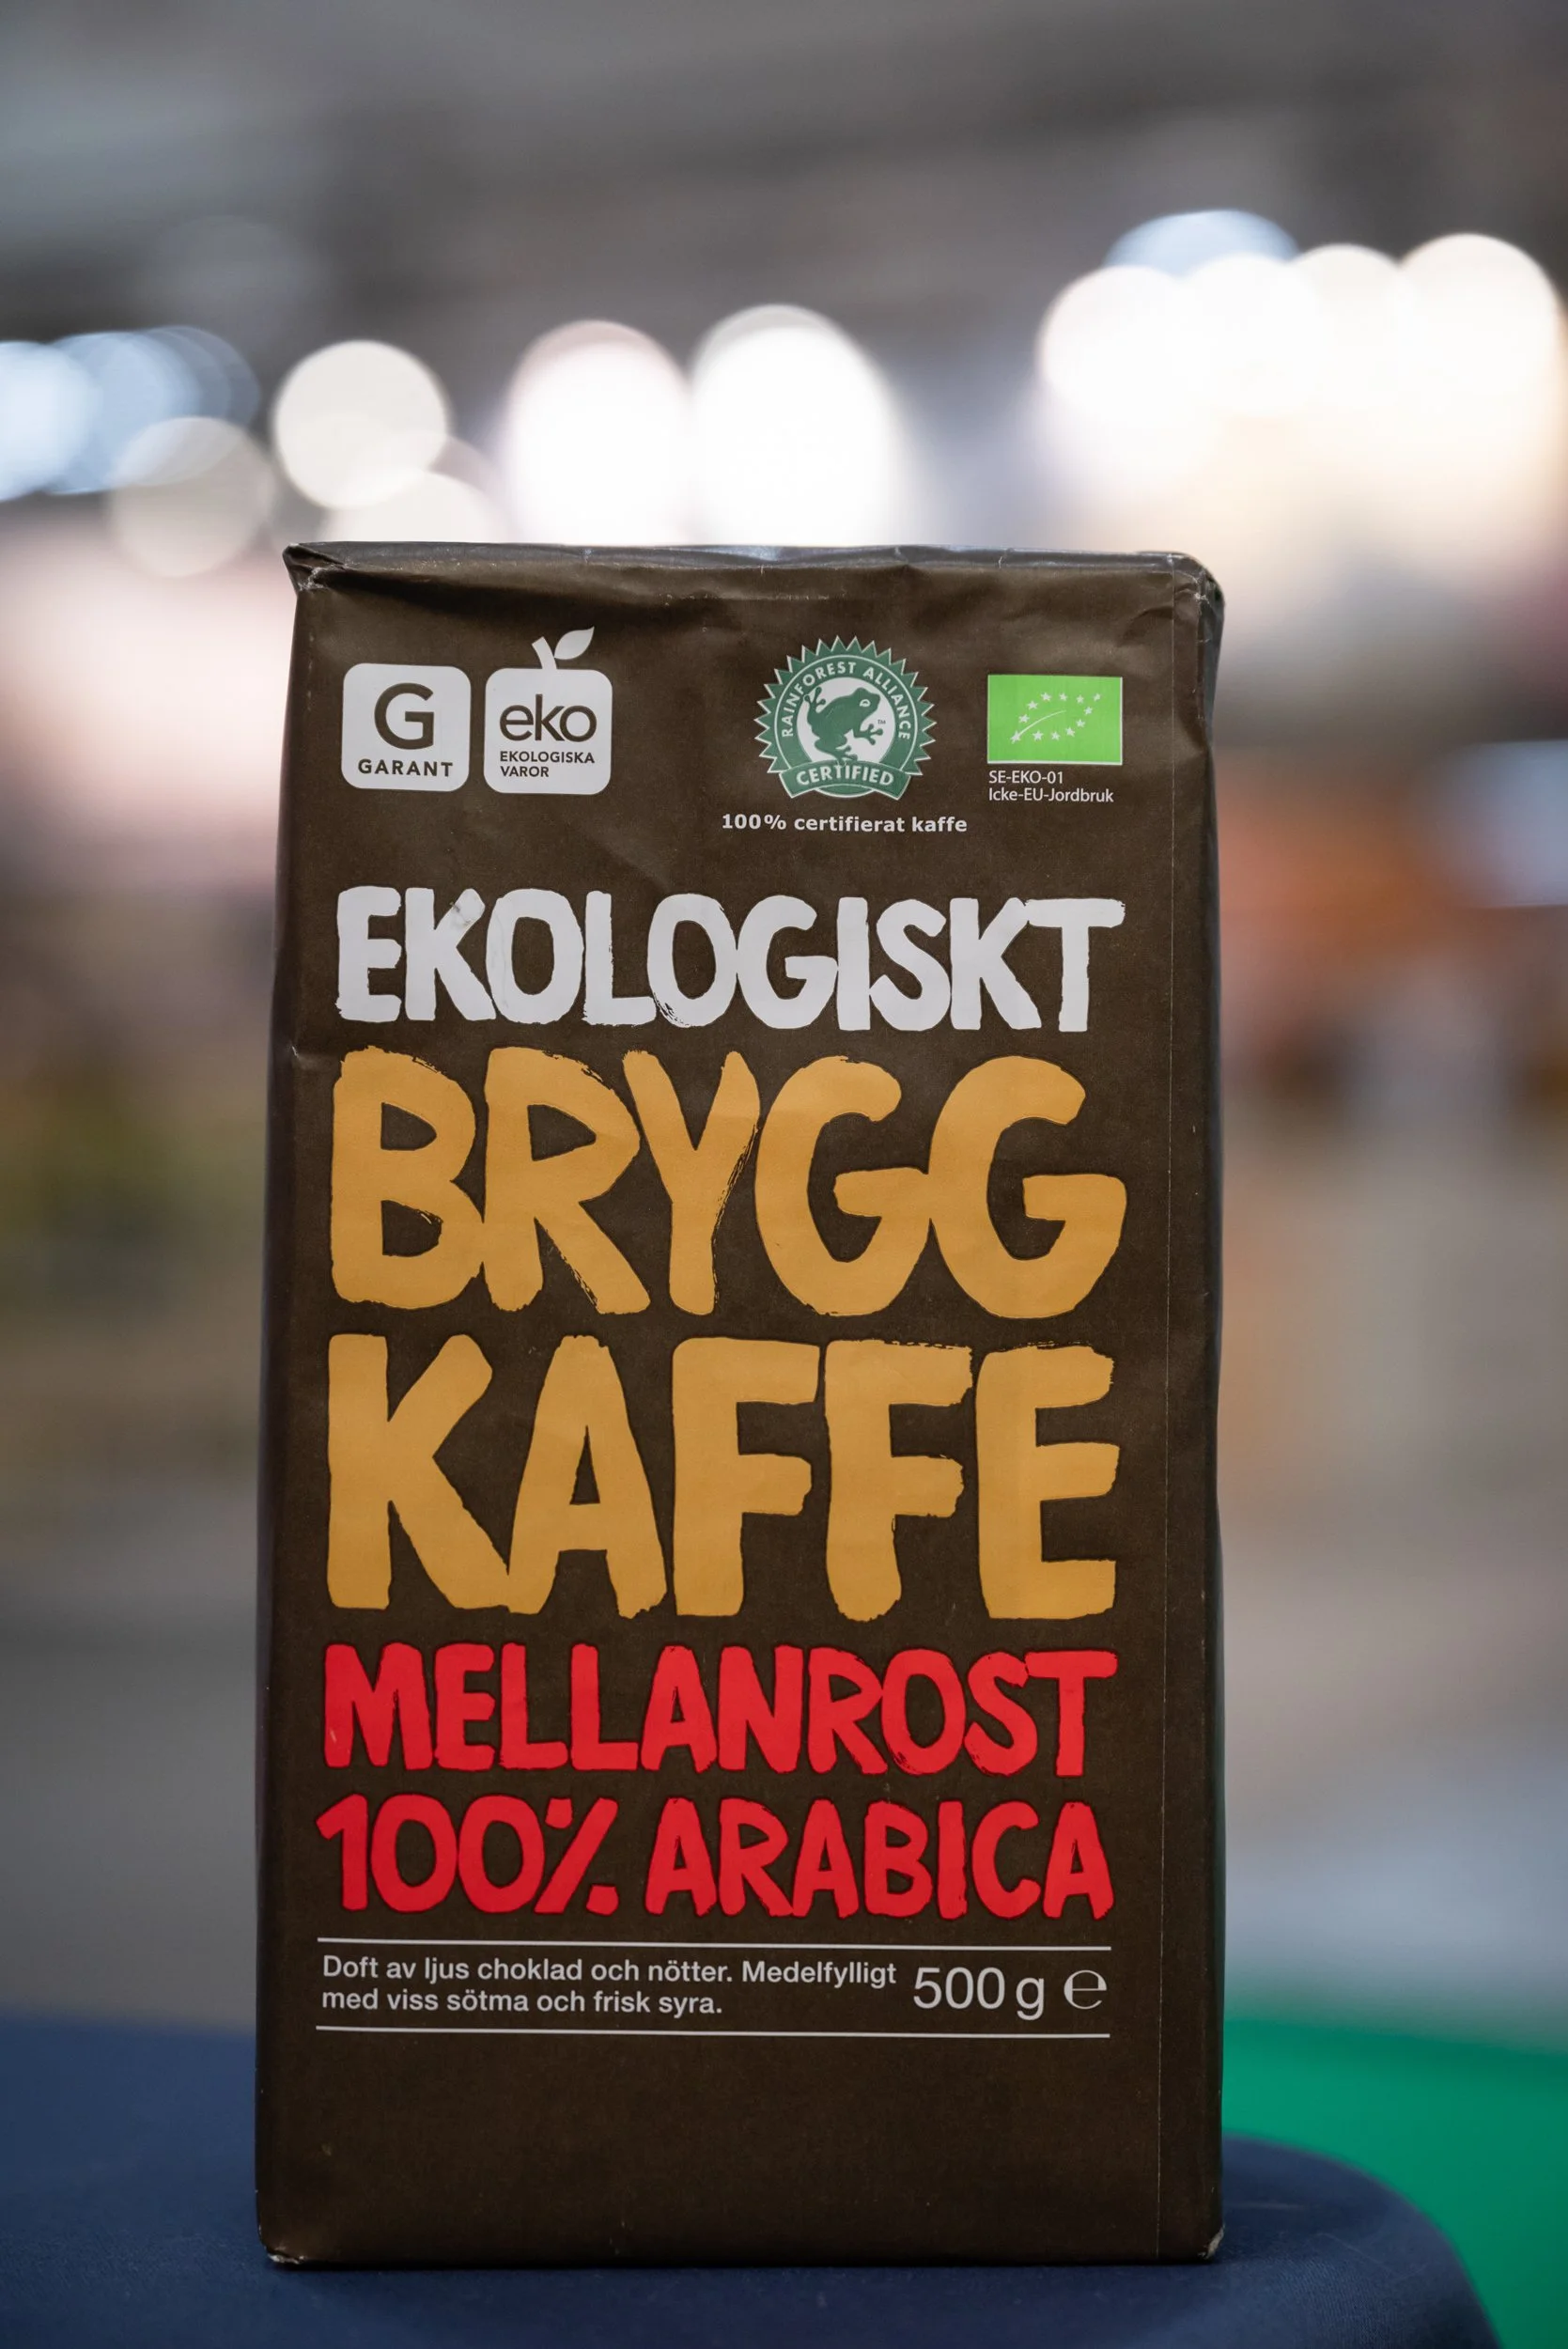 G
GARANT
eko
EKOLOGISKA
VAROR
RAINFOREST ALLIANCE
TM
CERTIFIED
100% certifierat kaffe
SE-EKO-01
Icke-EU-Jordbruk
EKOLOGISKT
BRYGG
KAFFE
MELLANROST
100% ARABICA
Doft av ljus choklad och nötter. Medelfylligt
med viss sötma och frisk syra.
500 g ℮